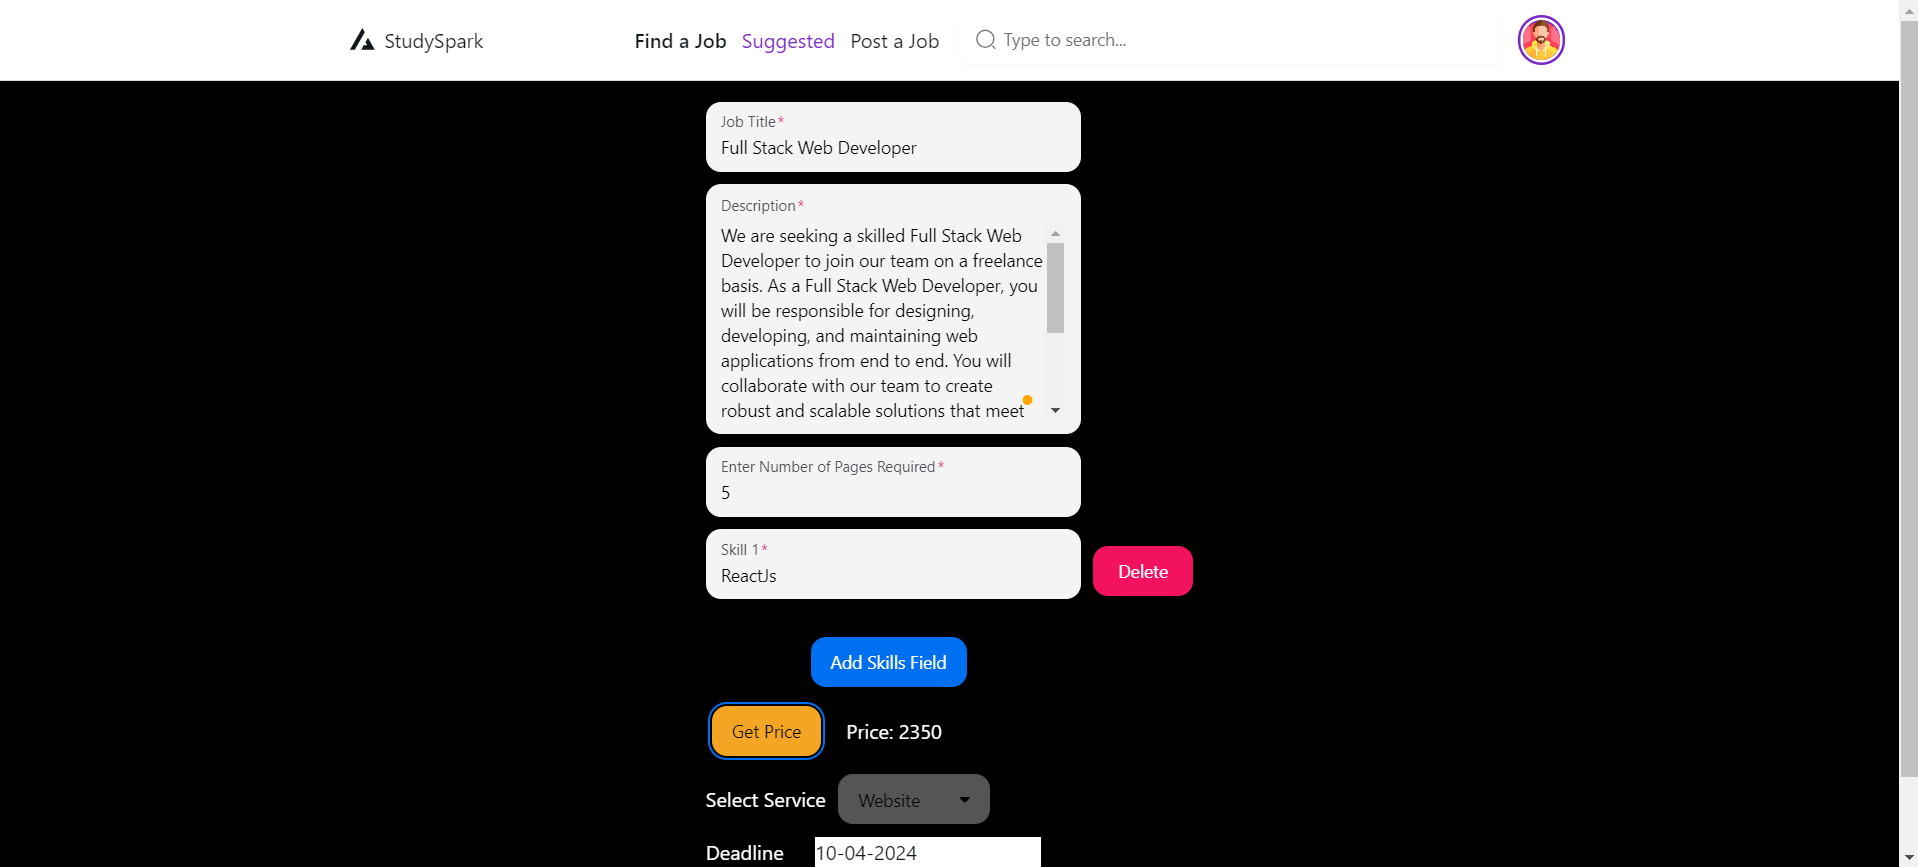 StudySpark
Find a Job Suggested Post a Job Type to search...
Job Title*
Full Stack Web Developer
Description*
We are seeking a skilled Full Stack Web
Developer to join our team on a freelance
basis. As a Full Stack Web Developer, you
will be responsible for designing,
developing, and maintaining web
applications from end to end. You will
collaborate with our team to create
robust and scalable solutions that meet
Enter Number of Pages Required*
5
Skill 1*
ReactJs
Delete
Add Skills Field
Get Price Price: 2350
Select Service Website
Deadline 10-04-2024